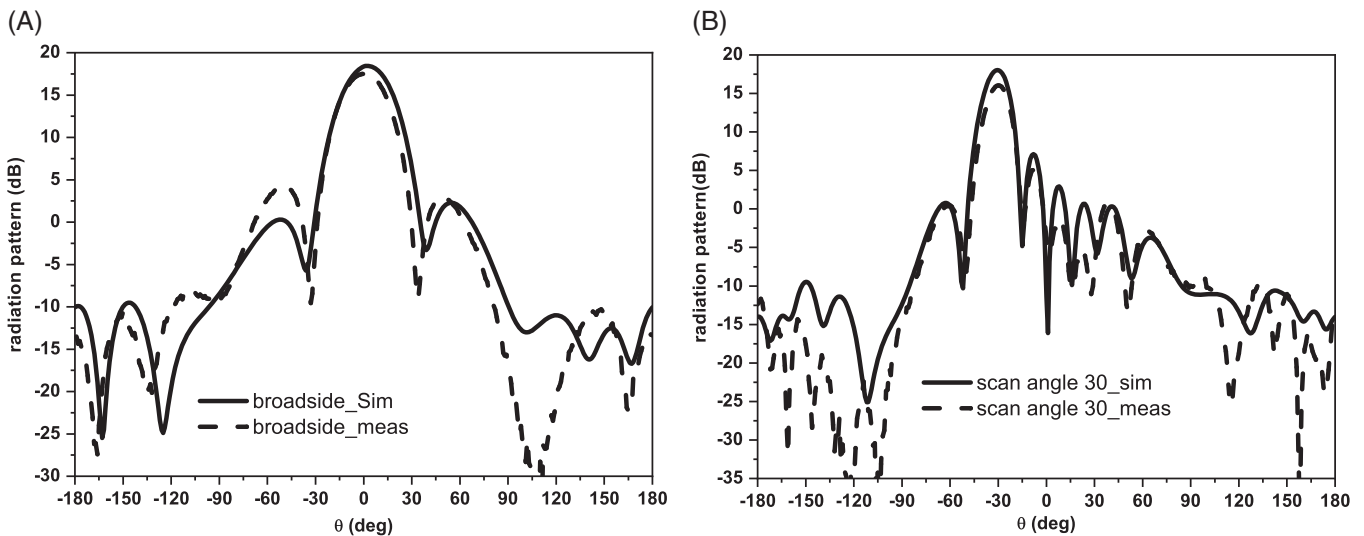 (A)
20
15
10
5
0
-5
-10
-15
-20
-25
-30
radiation pattern (dB)
broadside_Sim
broadside_meas
-180 -150 -120 -90 -60 -30 0 30 60 90 120 150 180
θ (deg)
(B)
20
15
10
5
0
-5
-10
-15
-20
-25
-30
-35
radiation pattern(dB)
scan angle 30_sim
scan angle 30_meas
-180 -150 -120 -90 -60 -30 0 30 60 90 120 150 180
θ (deg)